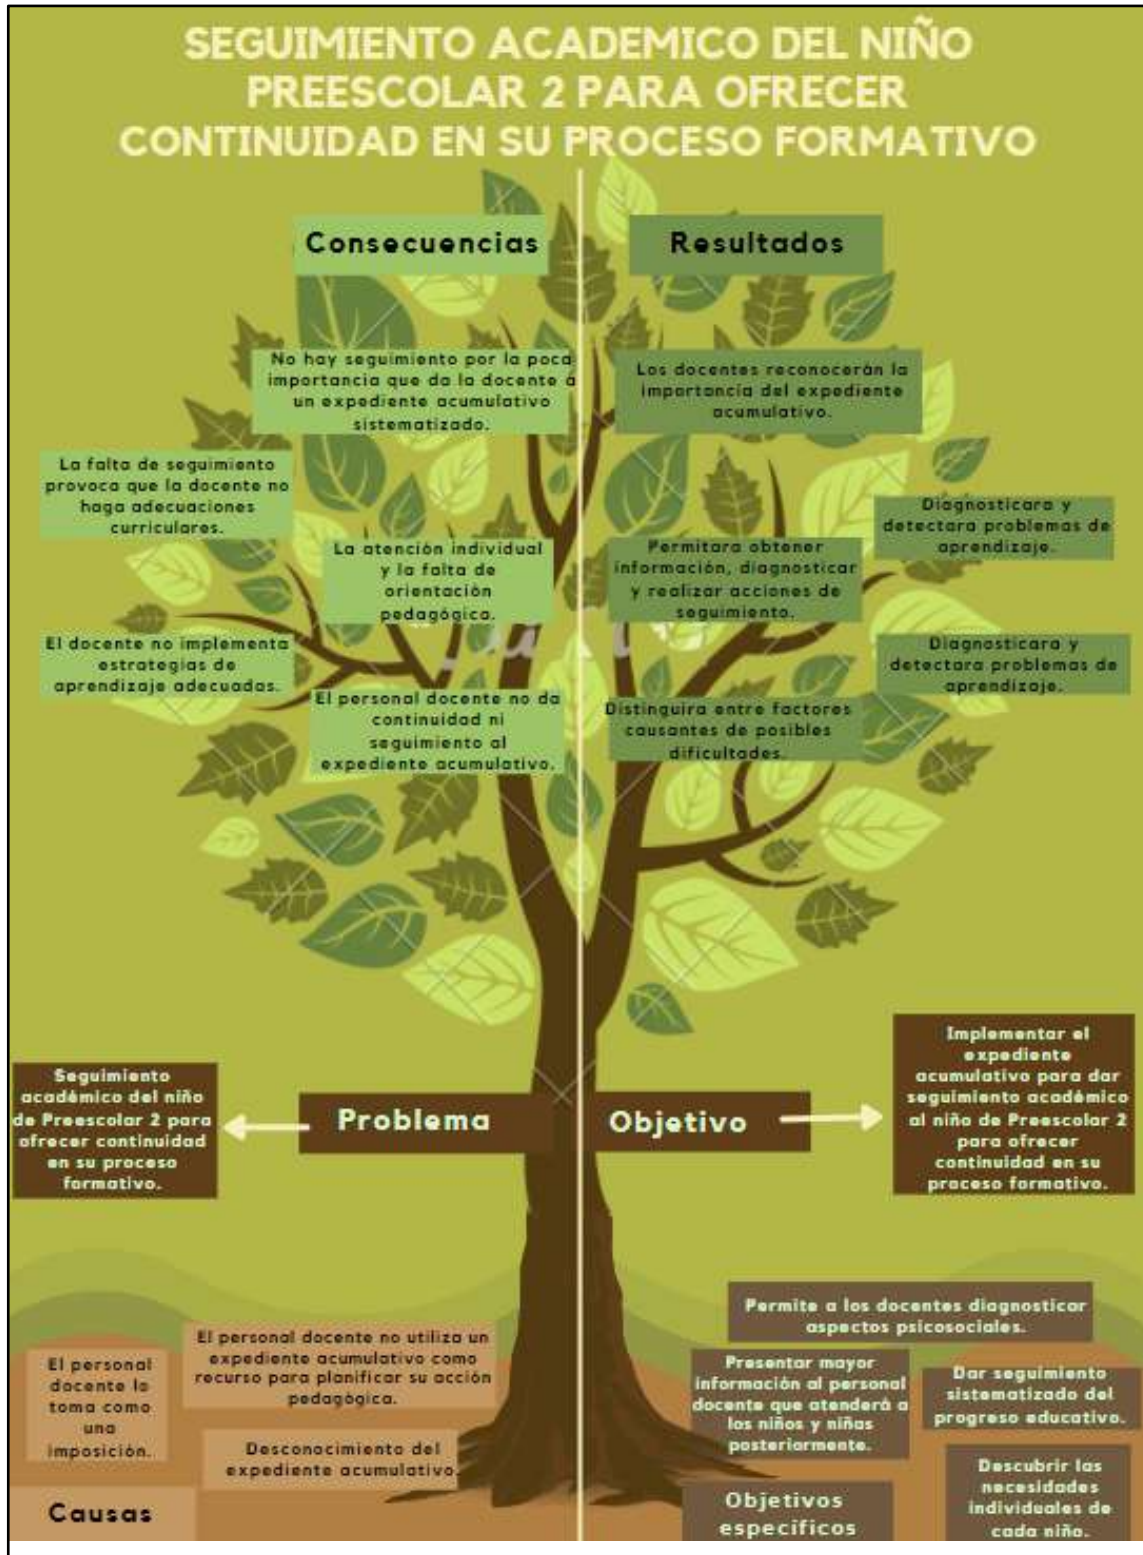 SEGUIMIENTO ACADEMICO DEL NIÑO
PREESCOLAR 2 PARA OFRECER
CONTINUIDAD EN SU PROCESO FORMATIVO
Consecuencias
No hay seguimiento por la poca
importancia que da la docente a
un expediente acumulativo
sistematizado.
La falta de seguimiento
provoca que la docente no
haga adecuaciones
curriculares.
La atención individual
y la falta de
orientación
pedagógica.
El docente no implementa
estrategias de
aprendizaje adecuadas.
El personal docente no da
continuidad ni
seguimiento al
expediente acumulativo.
Resultados
Los docentes reconocerán la
importancia del expediente
acumulativo.
Diagnosticara y
detectara problemas de
aprendizaje.
Permitara obtener
información, diagnosticar
y realizar acciones de
seguimiento.
Diagnosticara y
detectara problemas de
aprendizaje.
Distinguira entre factores
causantes de posibles
dificultades.
Seguimiento
académico del niño
de Preescolar 2 para
ofrecer continuidad
en su proceso
formativo.
Problema
Objetivo
Implementar el
expediente
acumulativo para dar
seguimiento académico
al niño de Preescolar 2
para ofrecer
continuidad en su
proceso formativo.
El personal docente no utiliza un
expediente acumulativo como
recurso para planificar su acción
pedagógica.
El personal
docente lo
toma como
una
imposición.
Desconocimiento del
expediente acumulativo.
Causas
Permite a los docentes diagnosticar
aspectos psicosociales.
Presentar mayor
información al personal
docente que atenderá a
los niños y niñas
posteriormente.
Dar seguimiento
sistematizado del
progreso educativo.
Descubrir las
necesidades
individuales de
cada niño.
Objetivos
específicos